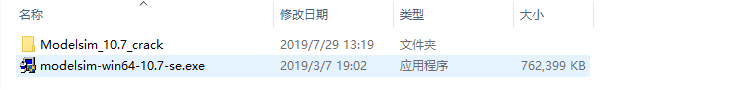 名称 修改日期 类型 大小
Modelsim_10.7_crack 2019/7/29 13:19 文件夹
modelsim-win64-10.7-se.exe 2019/3/7 19:02 应用程序 762,399 KB